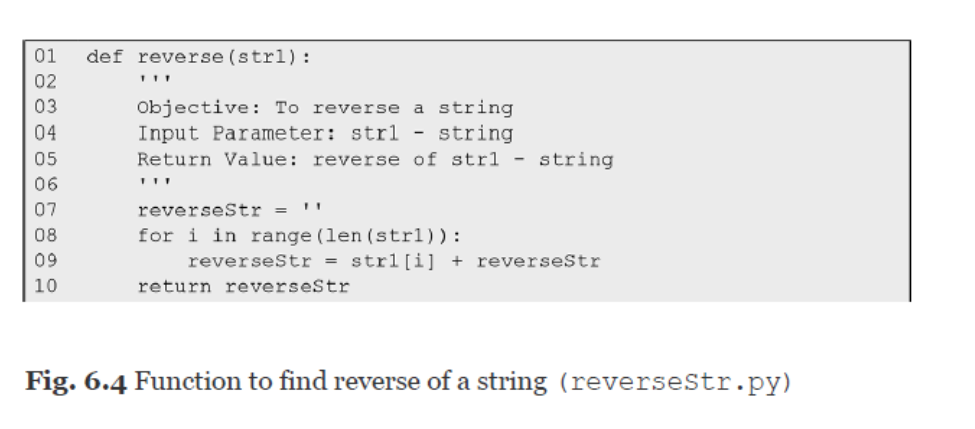 01 def reverse(str1):
02 '''
03 Objective: To reverse a string
04 Input Parameter: str1 - string
05 Return Value: reverse of str1 - string
06 '''
07 reverseStr = ''
08 for i in range(len(str1)):
09 reverseStr = str1[i] + reverseStr
10 return reverseStr
Fig. 6.4 Function to find reverse of a string (reverseStr.py)